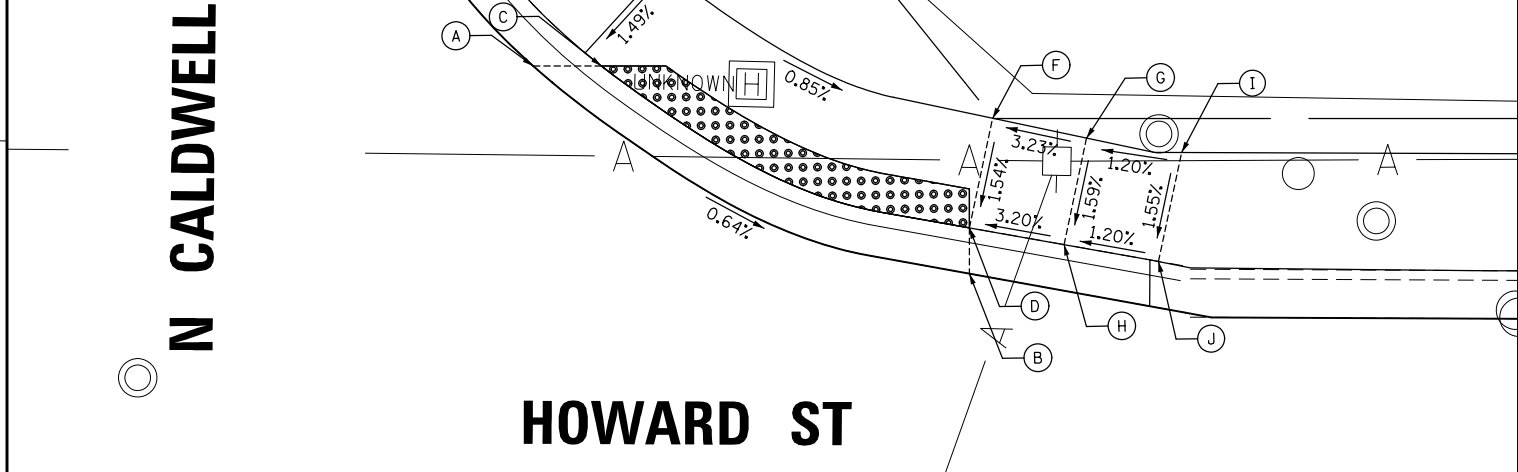 C
A
1.49%
UNKNOWN
H
0.85%
F
G
I
A
A
A
3.23%
1.20%
1.54%
1.59%
1.55%
3.20%
1.20%
0.64%
D
H
J
B
A
N CALDWELL
HOWARD ST